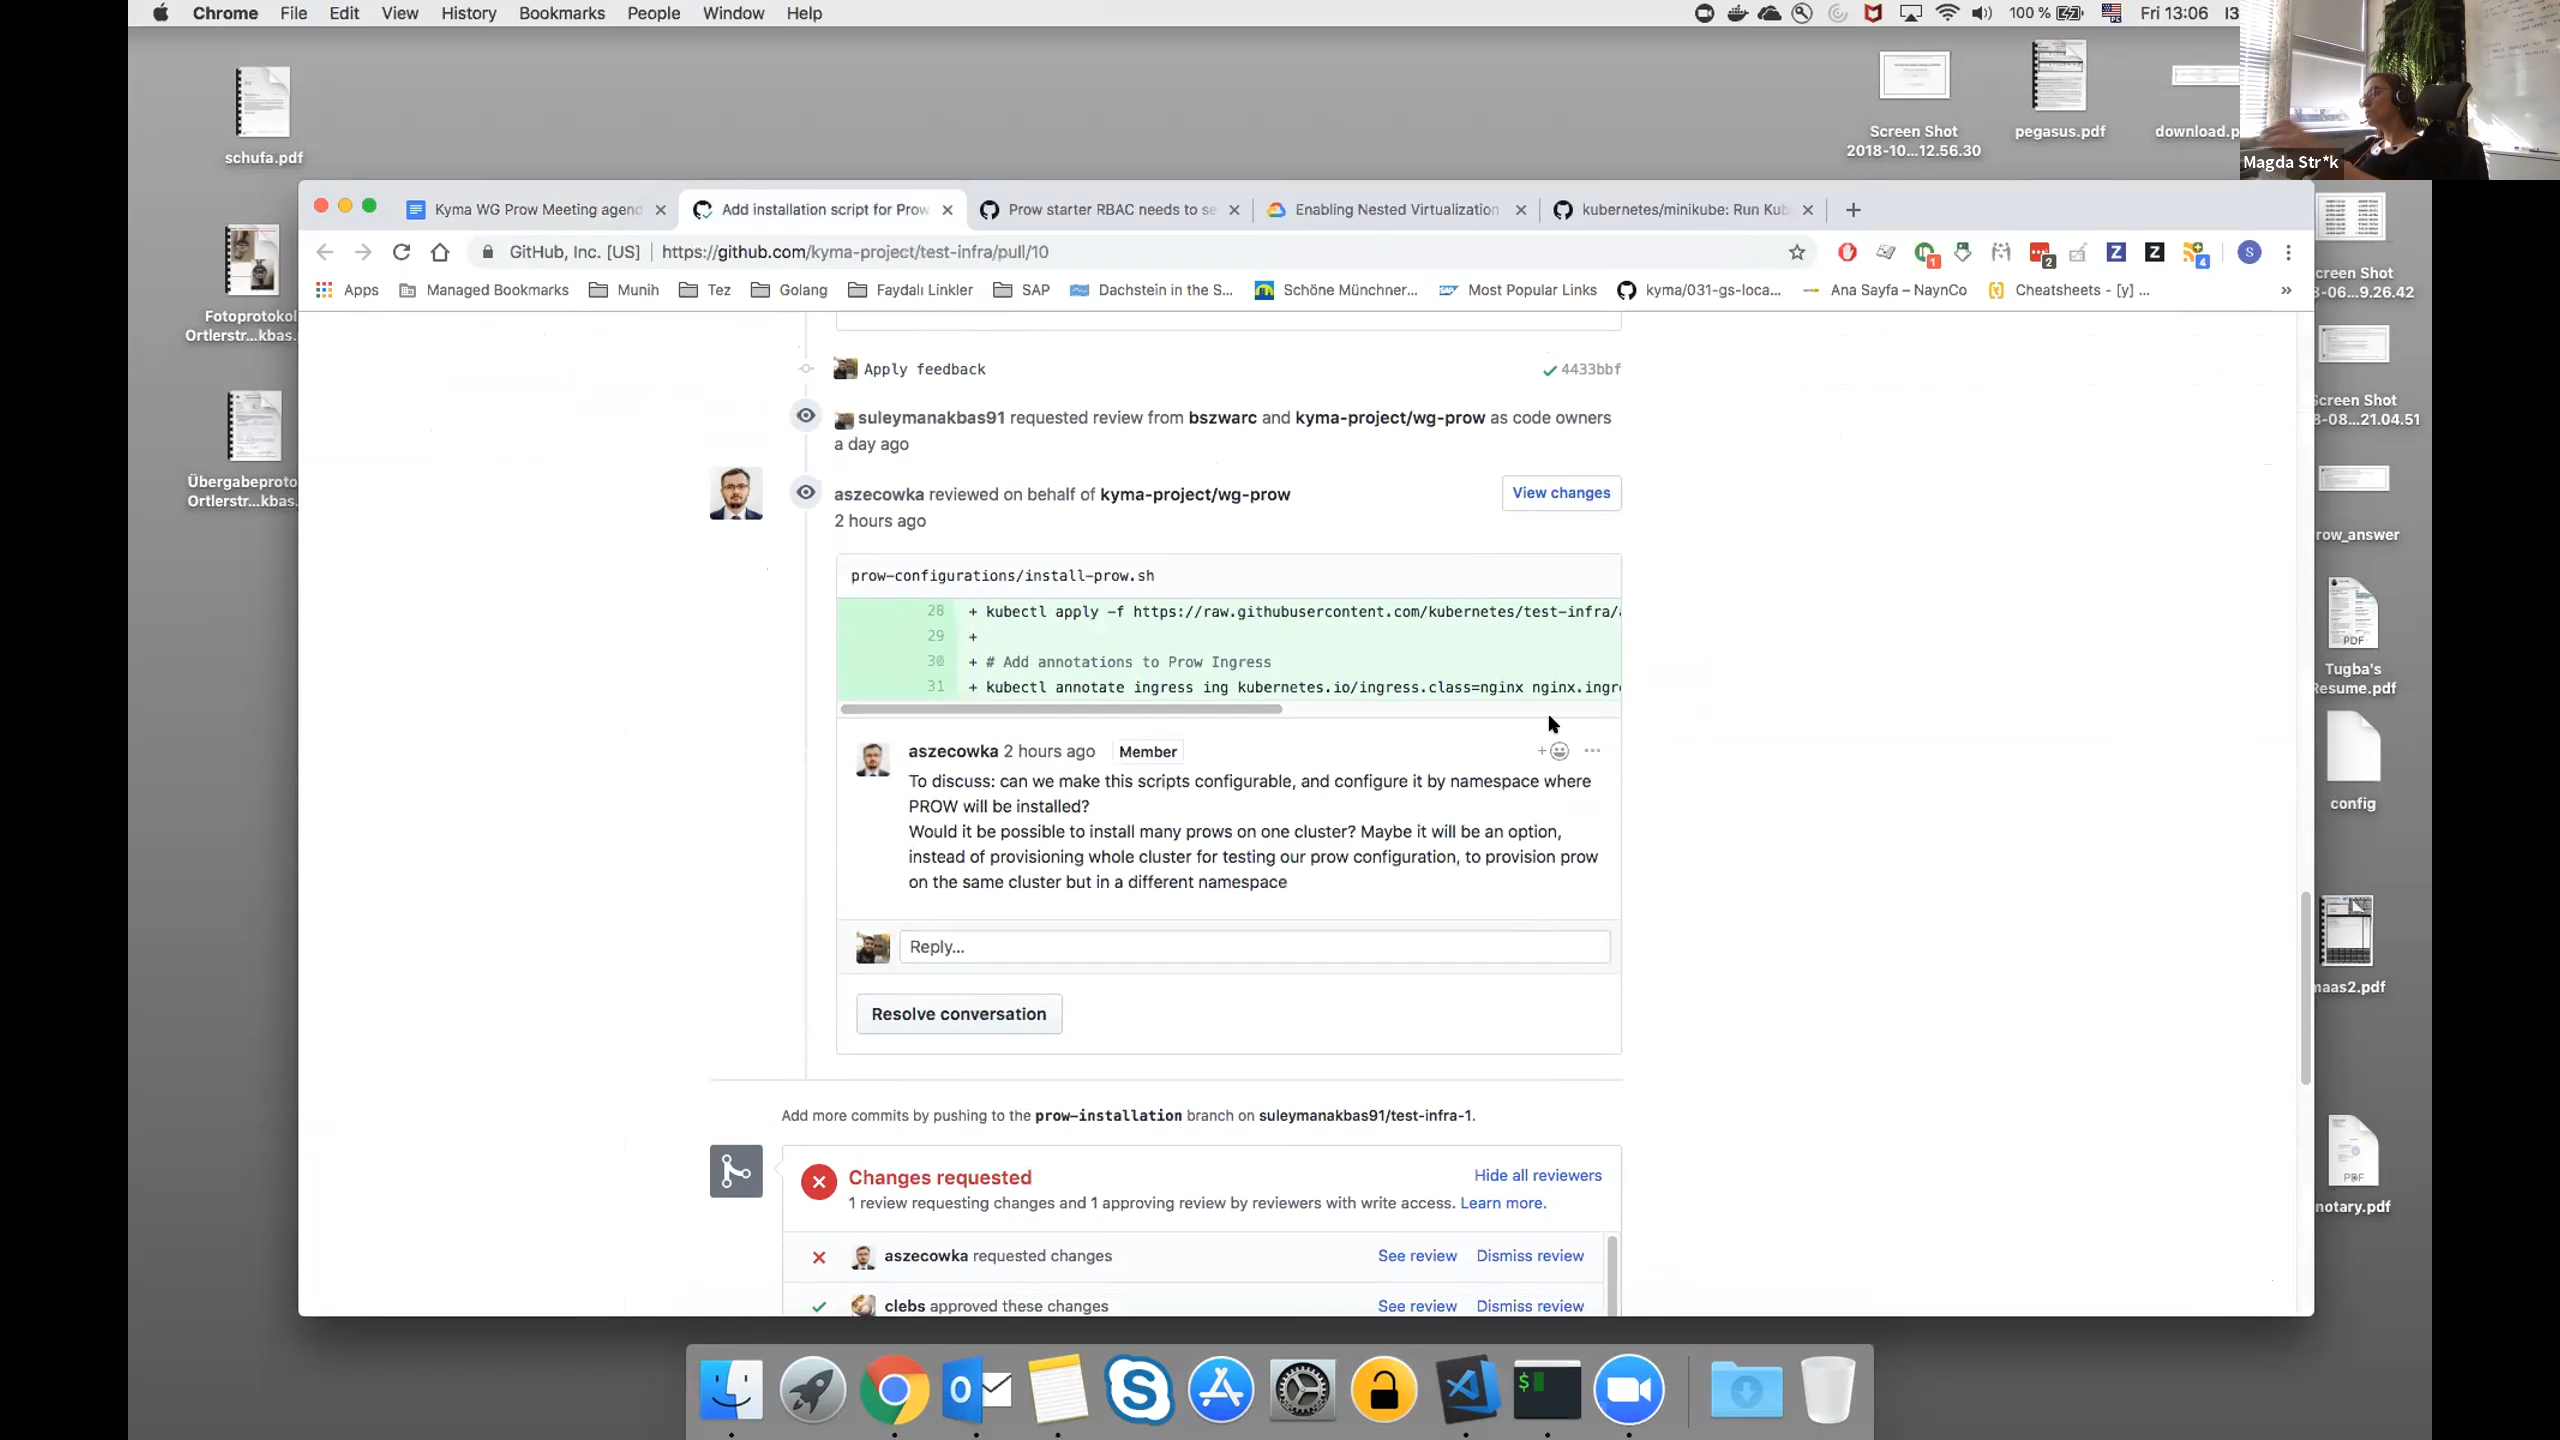 Chrome File Edit View History Bookmarks People Window Help
100 % Fri 13:06
schufa.pdf
Fotoprotokol
Ortlerstr...kbas.
Übergabeproto
Ortlerstr...kbas.
Screen Shot
2018-10...12.56.30
pegasus.pdf
download.p
Magda Str*k
Kyma WG Prow Meeting agend
Add installation script for Prow
Prow starter RBAC needs to se
Enabling Nested Virtualization
kubernetes/minikube: Run Kub
GitHub, Inc. [US] | https://github.com/kyma-project/test-infra/pull/10
Apps Managed Bookmarks Munih Tez Golang Faydalı Linkler SAP Dachstein in the S... Schöne Münchner... Most Popular Links kyma/031-gs-loca... Ana Sayfa – NaynCo Cheatsheets - [y] ... »
Apply feedback 4433bbf
suleymanakbas91 requested review from bszwarc and kyma-project/wg-prow as code owners
a day ago
aszecowka reviewed on behalf of kyma-project/wg-prow
2 hours ago
View changes
prow-configurations/install-prow.sh
28 + kubectl apply -f https://raw.githubusercontent.com/kubernetes/test-infra/
29 +
30 + # Add annotations to Prow Ingress
31 + kubectl annotate ingress ing kubernetes.io/ingress.class=nginx nginx.ingr
aszecowka 2 hours ago Member
To discuss: can we make this scripts configurable, and configure it by namespace where
PROW will be installed?
Would it be possible to install many prows on one cluster? Maybe it will be an option,
instead of provisioning whole cluster for testing our prow configuration, to provision prow
on the same cluster but in a different namespace
Reply...
Resolve conversation
Add more commits by pushing to the prow-installation branch on suleymanakbas91/test-infra-1.
Changes requested
Hide all reviewers
1 review requesting changes and 1 approving review by reviewers with write access. Learn more.
aszecowka requested changes See review Dismiss review
clebs approved these changes See review Dismiss review
creen Shot
8-06...9.26.42
Screen Shot
8-08...21.04.51
row_answer
PDF
Tugba's
Resume.pdf
config
naas2.pdf
PDF
notary.pdf